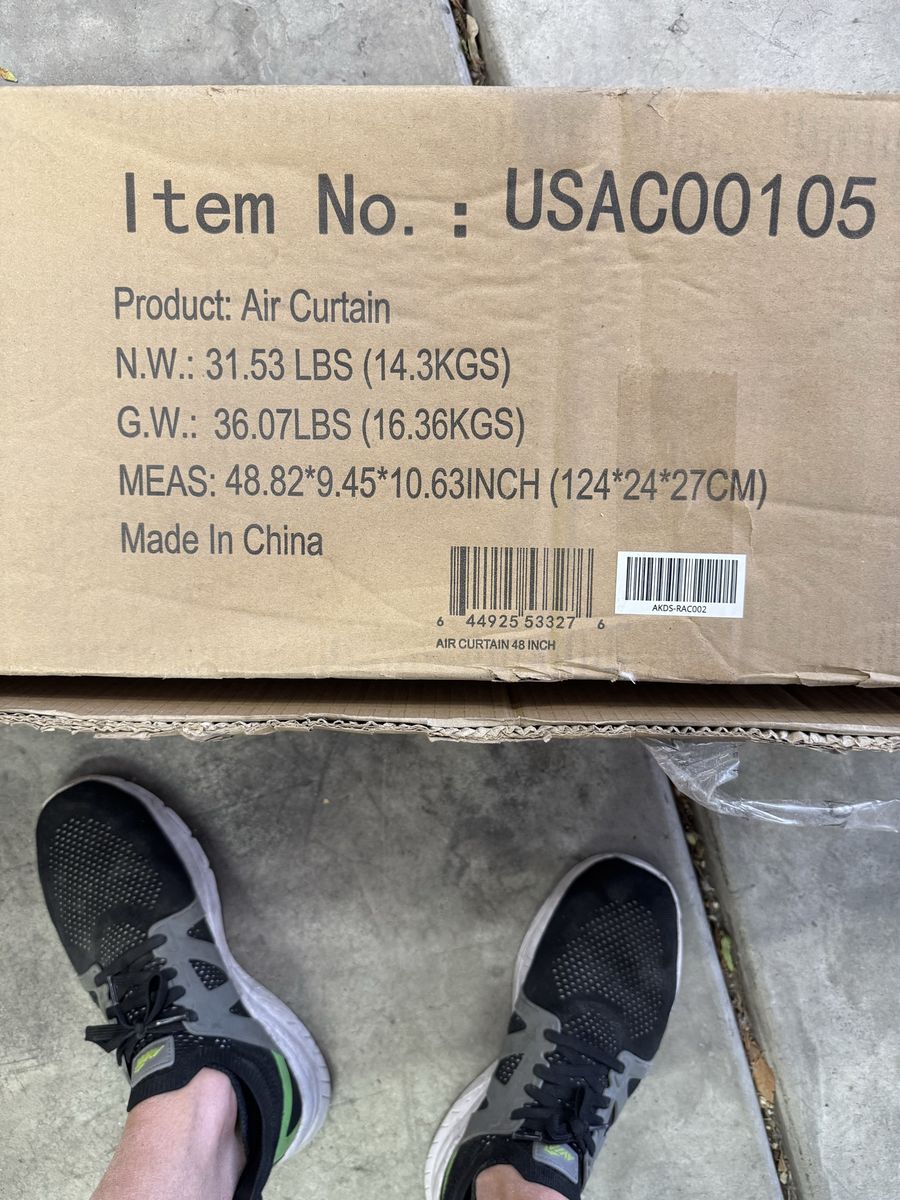 Item No. : USAC00105
Product: Air Curtain
N.W.: 31.53 LBS (14.3KGS)
G.W.: 36.07LBS (16.36KGS)
MEAS: 48.82*9.45*10.63INCH (124*24*27CM)
Made In China
6 44925 53327 6
AIR CURTAIN 48 INCH
AKDS-RAC002